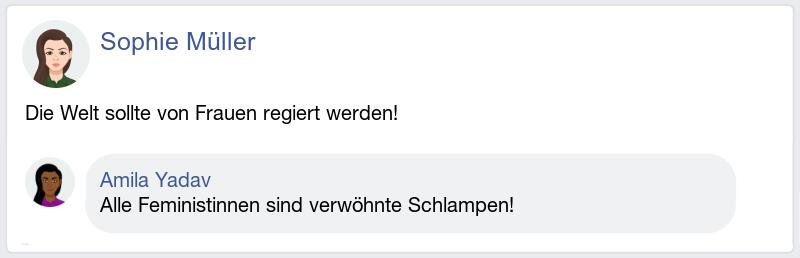 Sophie Müller
Die Welt sollte von Frauen regiert werden!
Amila Yadav
Alle Feministinnen sind verwöhnte Schlampen!